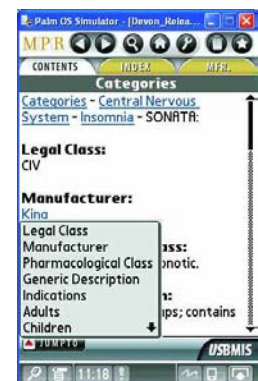 Palm OS Simulator - [Devon_Relea...
MPR
CONTENTS INDEX MFR.
Categories
Categories - Central Nervous
System - Insomnia - SONATA:
Legal Class:
CIV
Manufacturer:
King
Legal Class
Manufacturer
Pharmacological Class
Generic Description
Indications
Adults
Children
ass:
pnotic.
n:
ps; contains
JUMPTO
USBMIS
11:18